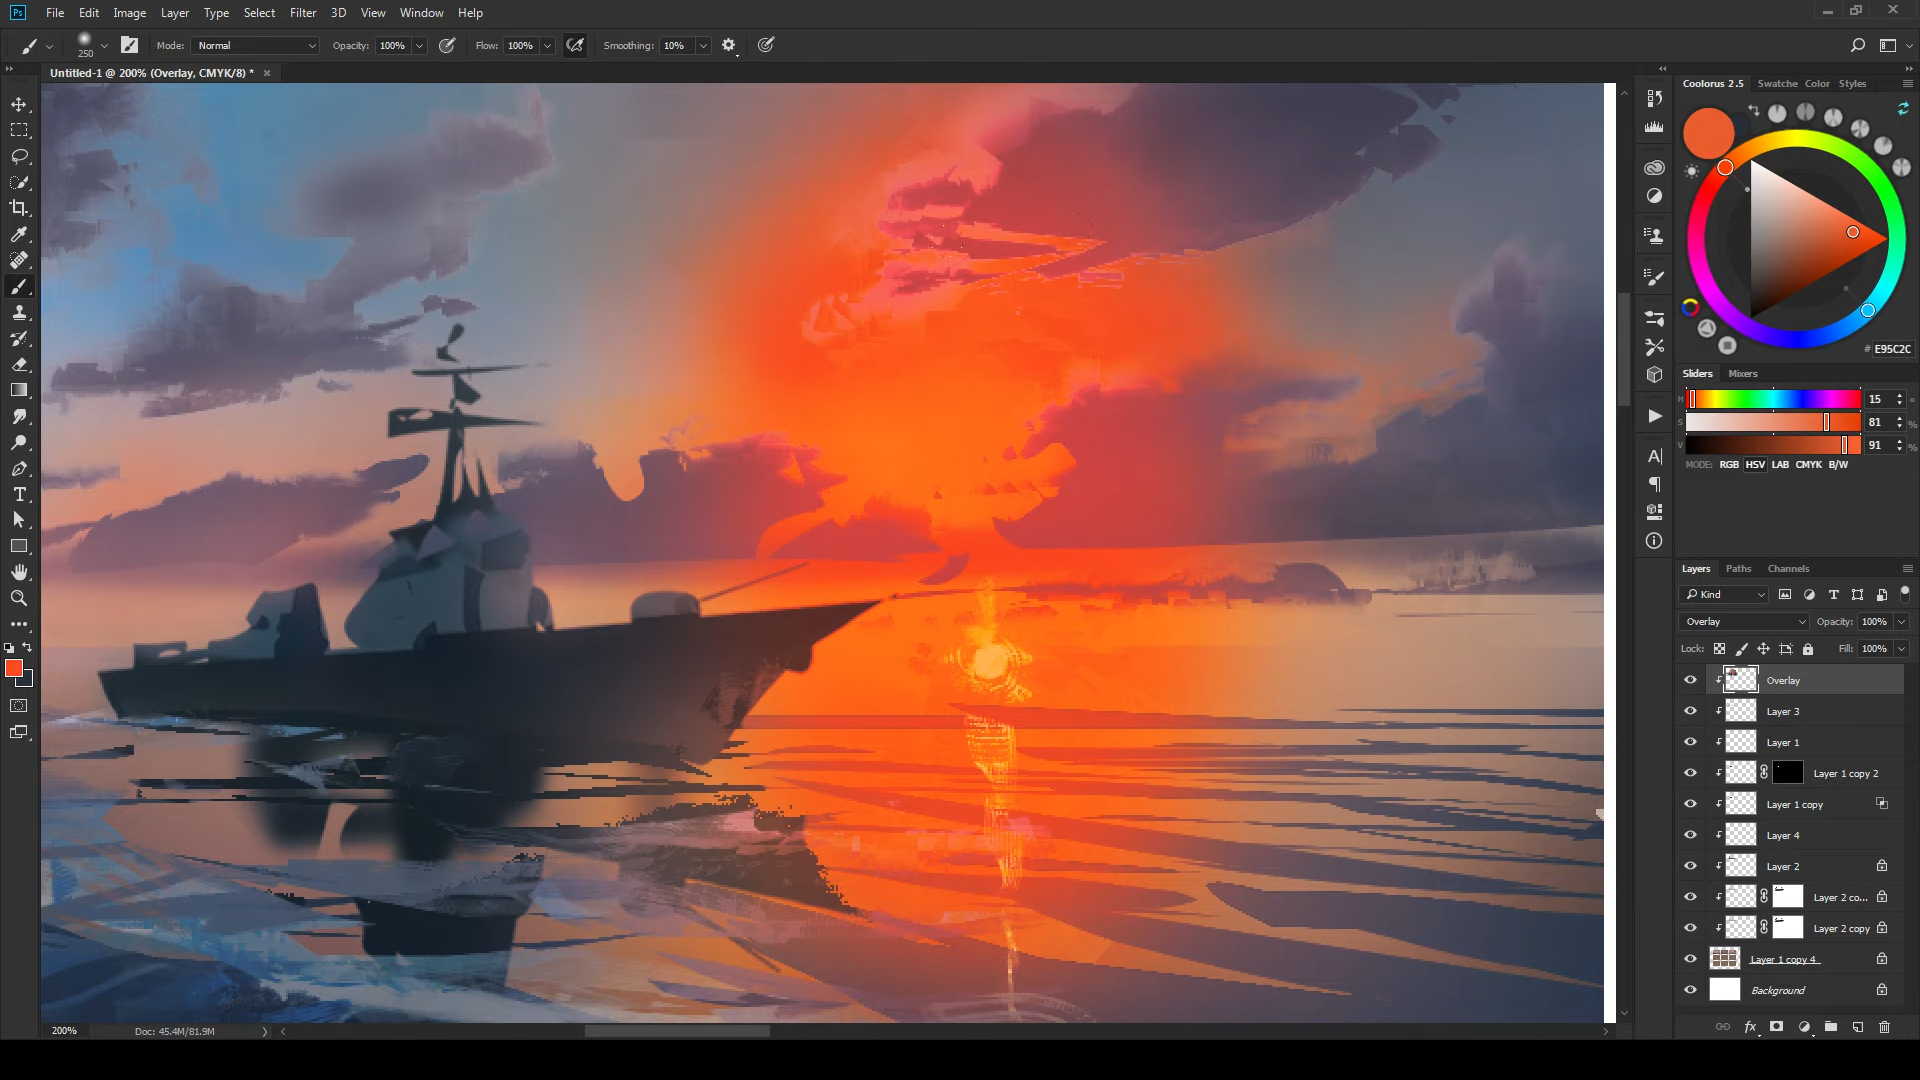 Ps File Edit Image Layer Type Select Filter 3D View Window Help
250 Mode: Normal Opacity: 100% Flow: 100% Smoothing: 10%
Untitled-1 @ 200% (Overlay, CMYK/8) * ×
Coolorus 2.5 Swatche Color Styles
# E95C2C
Sliders Mixers
H 15 °
S 81 %
V 91 %
MODE: RGB HSV LAB CMYK B/W
Layers Paths Channels
Kind
Overlay Opacity: 100%
Lock: Fill: 100%
Overlay
Layer 3
Layer 1
Layer 1 copy 2
Layer 1 copy
Layer 4
Layer 2
Layer 2 co...
Layer 2 copy
Layer 1 copy 4
Background
200% Doc: 45.4M/81.9M